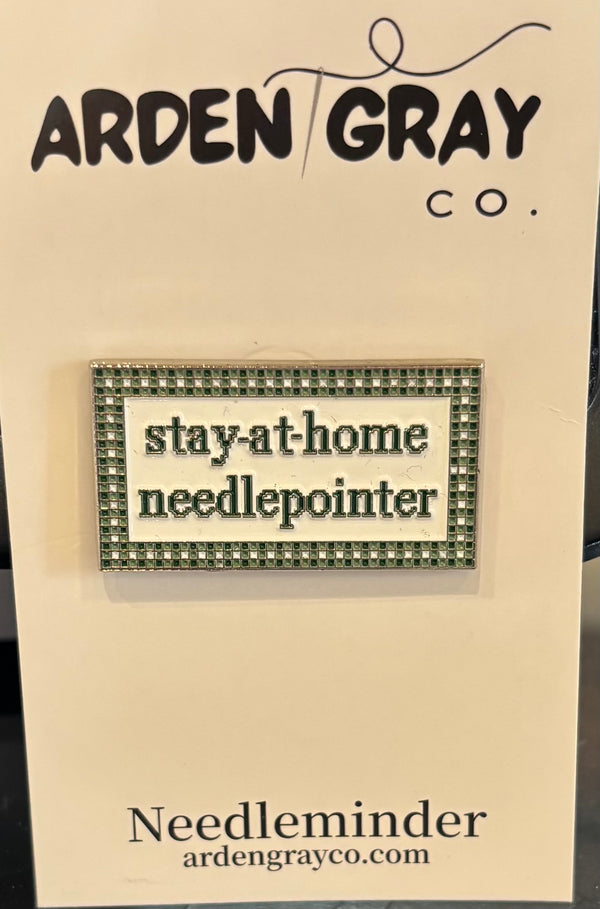 ARDEN GRAY
CO.
stay-at-home
needlepointer
Needleminder
ardengrayco.com